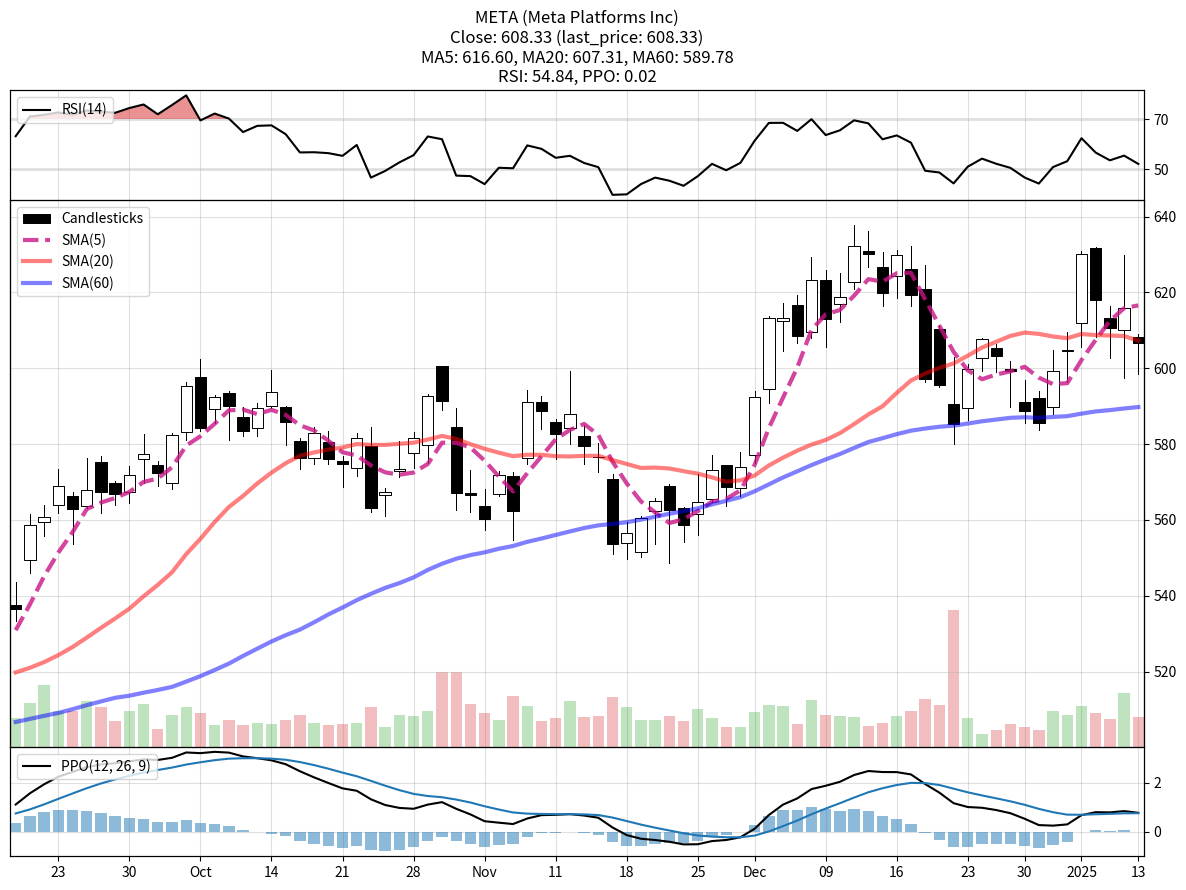 META (Meta Platforms Inc)
Close: 608.33 (last_price: 608.33)
MA5: 616.60, MA20: 607.31, MA60: 589.78
RSI: 54.84, PPO: 0.02
RSI(14)
70
50
Candlesticks
SMA(5)
SMA(20)
SMA(60)
640
620
600
580
560
540
520
PPO(12, 26, 9)
2
0
23 30 Oct 14 21 28 Nov 11 18 25 Dec 09 16 23 30 2025 13